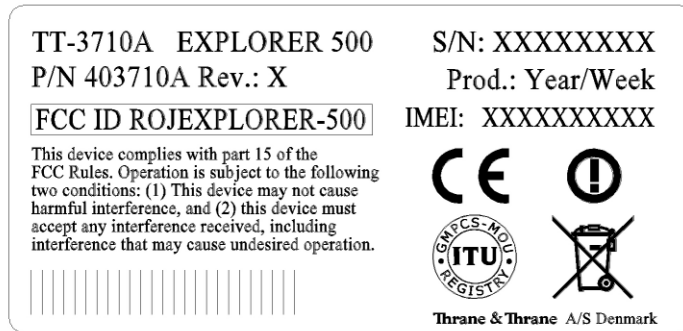 TT-3710A EXPLORER 500
P/N 403710A Rev.: X
FCC ID ROJEXPLORER-500
This device complies with part 15 of the
FCC Rules. Operation is subject to the following
two conditions: (1) This device may not cause
harmful interference, and (2) this device must
accept any interference received, including
interference that may cause undesired operation.
S/N: XXXXXXXX
Prod.: Year/Week
IMEI: XXXXXXXXXX
CE
GMPCS-MOU
ITU
REGISTRY
Thrane & Thrane A/S Denmark